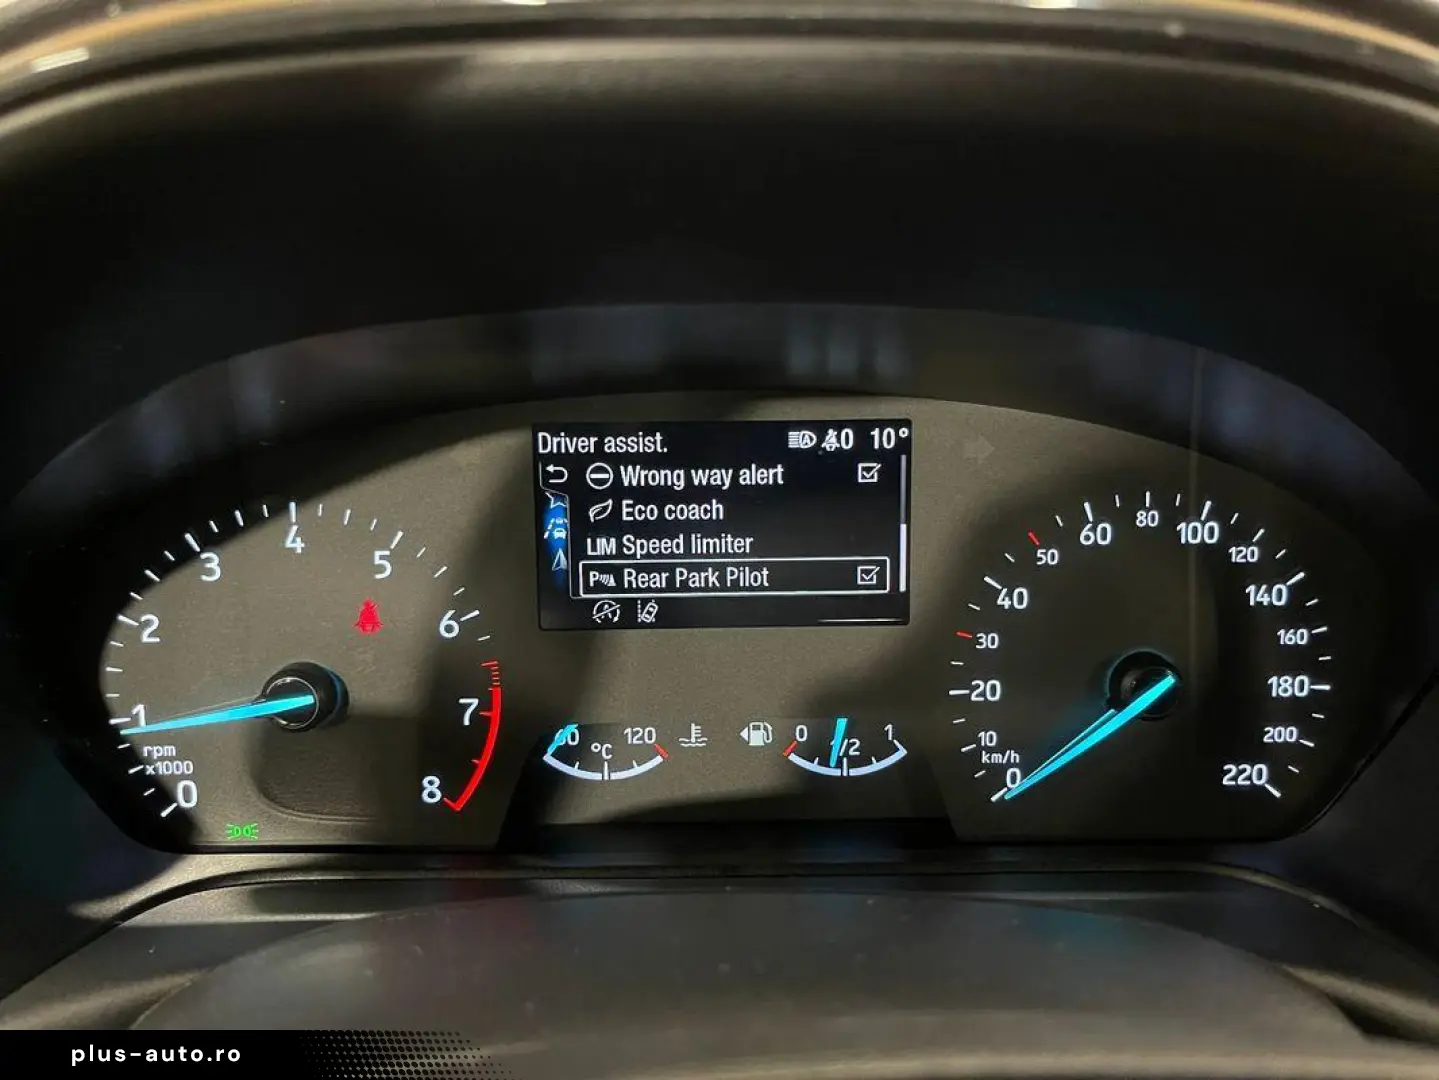 Driver assist. 40 10°
Wrong way alert
Eco coach
LIM Speed limiter
Rear Park Pilot
0 1 2 3 4 5 6 7 8
rpm
x1000
60 120
°C
0 1/2 1
0 10 20 30 40 50 60 80 100 120 140 160 180 200 220
km/h
plus-auto.ro